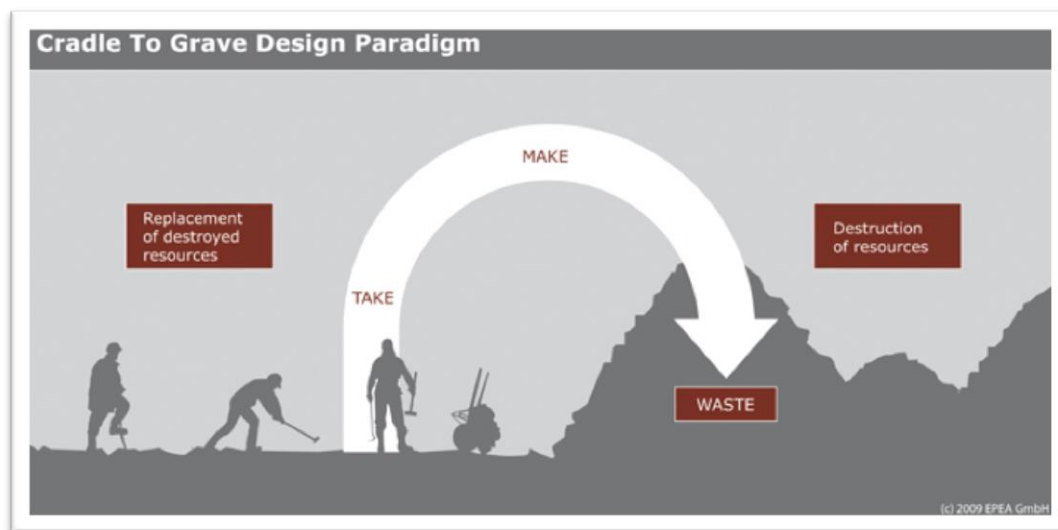 Cradle To Grave Design Paradigm
MAKE
Replacement
of destroyed
resources
Destruction
of resources
TAKE
WASTE
(c) 2009 EPEA GmbH